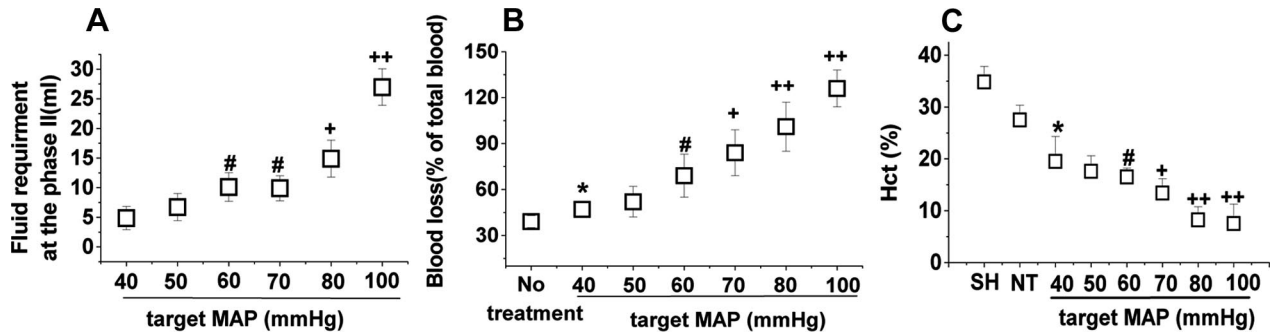 A
Fluid requirment
at the phase II(ml)
30
25
20
15
10
5
0
#
#
+
++
40 50 60 70 80 100
target MAP (mmHg)
B
Blood loss(% of total blood)
150
120
90
60
30
*
#
+
++
++
No 40 50 60 70 80 100
treatment target MAP (mmHg)
C
Hct (%)
40
30
20
10
0
*
#
+
++
++
SH NT 40 50 60 70 80 100
target MAP (mmHg)